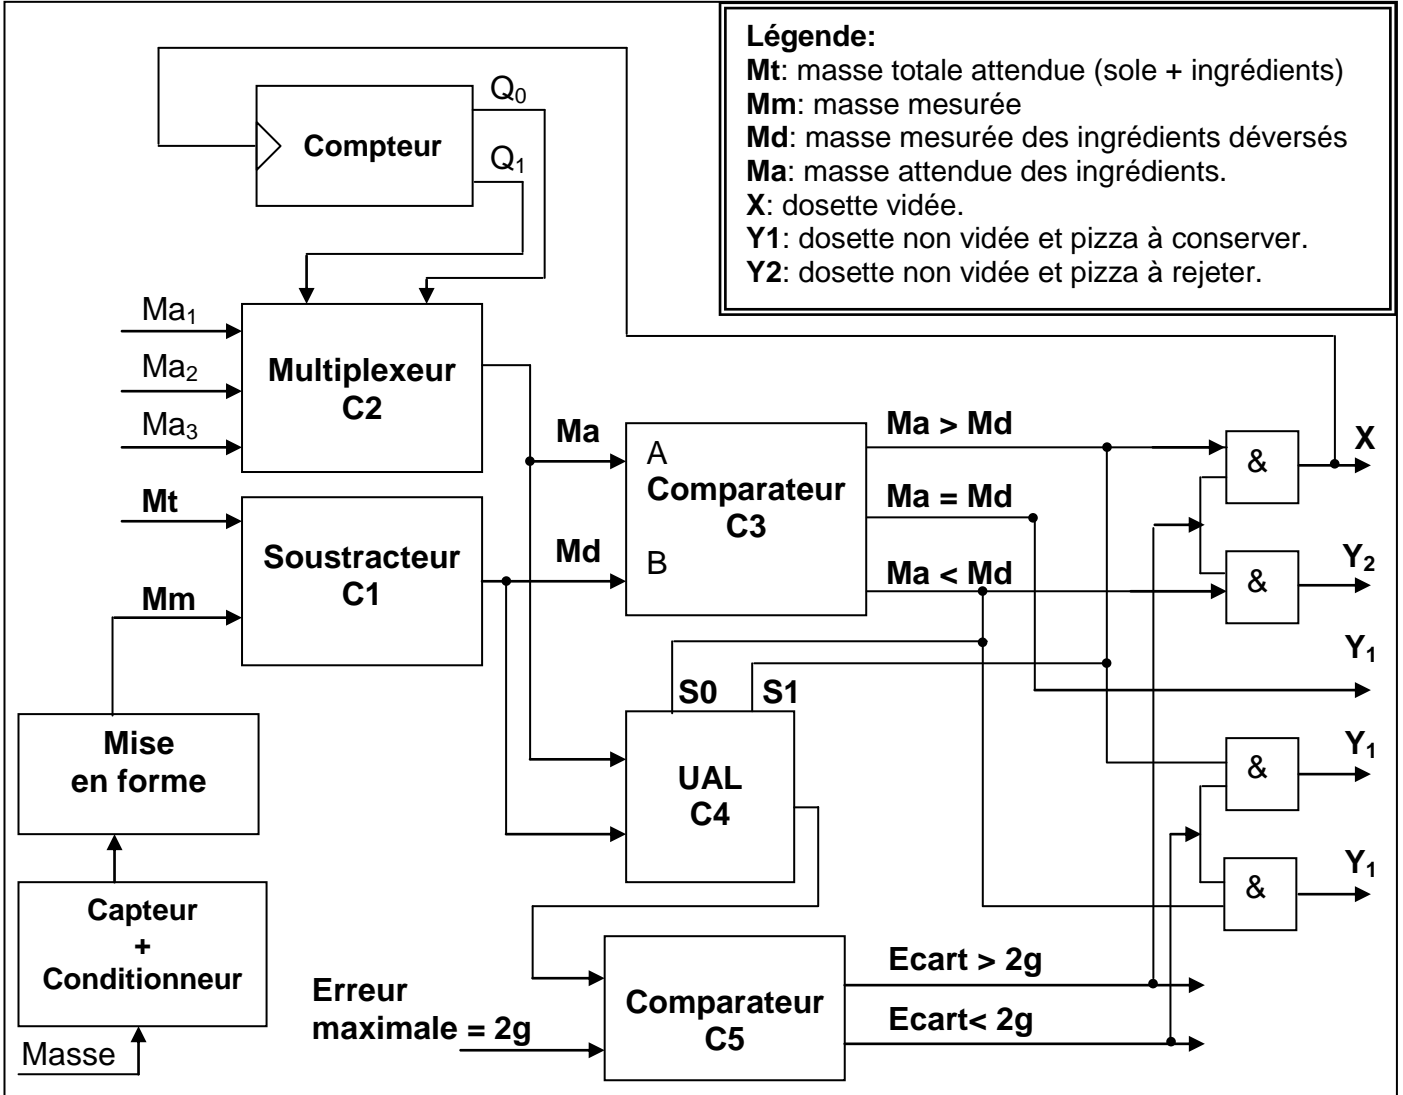 Légende:
Mt: masse totale attendue (sole + ingrédients)
Mm: masse mesurée
Md: masse mesurée des ingrédients déversés
Ma: masse attendue des ingrédients.
X: dosette vidée.
Y1: dosette non vidée et pizza à conserver.
Y2: dosette non vidée et pizza à rejeter.
Q0
Compteur
Q1
Ma1
Ma2
Ma3
Multiplexeur
C2
Mt
Mm
Soustracteur
C1
Ma
Md
A
Comparateur
C3
B
Ma > Md
Ma = Md
Ma < Md
&
X
&
Y2
Y1
S0
S1
UAL
C4
&
Y1
&
Y1
Mise
en forme
Capteur
+
Conditionneur
Masse
Erreur
maximale = 2g
Comparateur
C5
Ecart > 2g
Ecart< 2g